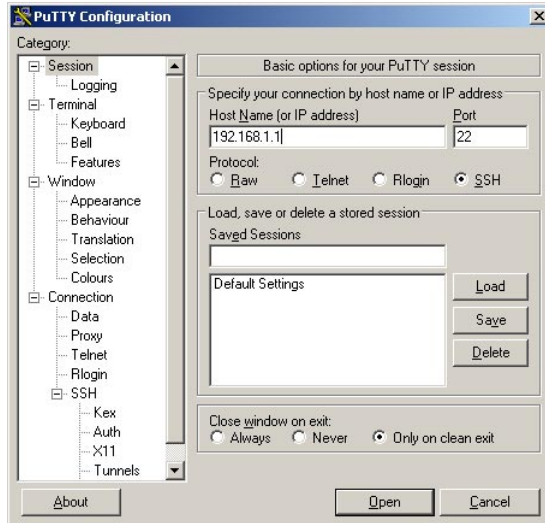 PuTTY Configuration
Category:
Session
Logging
Terminal
Keyboard
Bell
Features
Window
Appearance
Behaviour
Translation
Selection
Colours
Connection
Data
Proxy
Telnet
Rlogin
SSH
Kex
Auth
X11
Tunnels
Basic options for your PuTTY session
Specify your connection by host name or IP address
Host Name (or IP address) Port
192.168.1.1 22
Protocol:
Raw Telnet Rlogin SSH
Load, save or delete a stored session
Saved Sessions
Default Settings
Load
Save
Delete
Close window on exit:
Always Never Only on clean exit
About Open Cancel